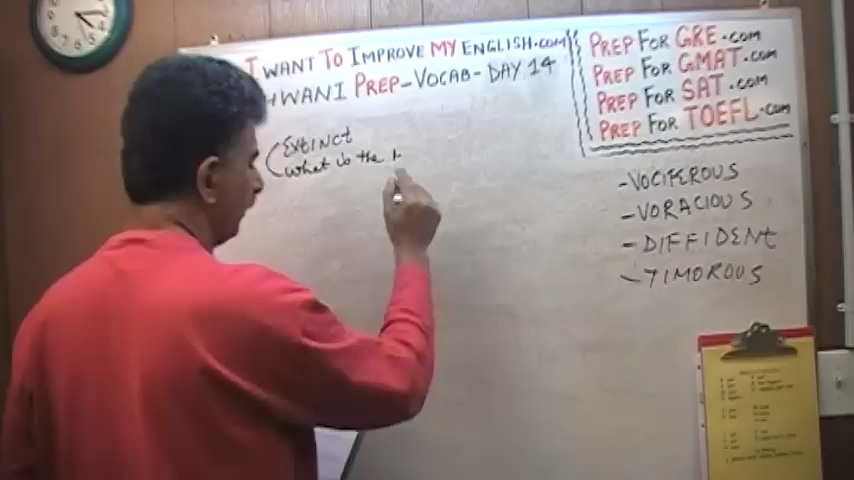 I WANT TO IMPROVE MY ENGLISH.COM
HWANI PREP-VOCAB- DAY 14
PREP FOR GRE.com
PREP FOR GMAT.com
PREP FOR SAT.com
PREP FOR TOEFL.com
EXTINCT
what is the
-VOCIFEROUS
-VORACIOUS
-DIFFIDENT
-TIMOROUS